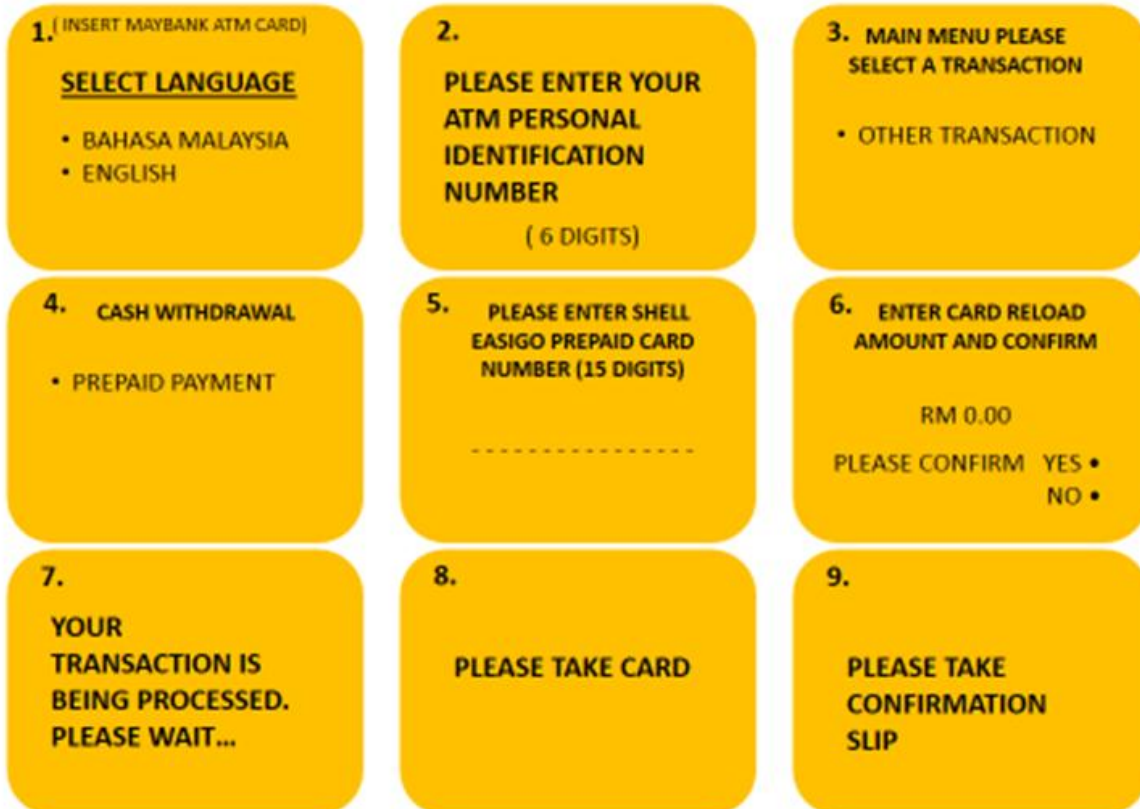 1. ( INSERT MAYBANK ATM CARD)
SELECT LANGUAGE
• BAHASA MALAYSIA
• ENGLISH
2.
PLEASE ENTER YOUR
ATM PERSONAL
IDENTIFICATION
NUMBER
( 6 DIGITS)
3. MAIN MENU PLEASE
SELECT A TRANSACTION
• OTHER TRANSACTION
4. CASH WITHDRAWAL
• PREPAID PAYMENT
5. PLEASE ENTER SHELL
EASIGO PREPAID CARD
NUMBER (15 DIGITS)
- - - - - - - - - - - - - - -
6. ENTER CARD RELOAD
AMOUNT AND CONFIRM
RM 0.00
PLEASE CONFIRM YES •
NO •
7.
YOUR
TRANSACTION IS
BEING PROCESSED.
PLEASE WAIT...
8.
PLEASE TAKE CARD
9.
PLEASE TAKE
CONFIRMATION
SLIP